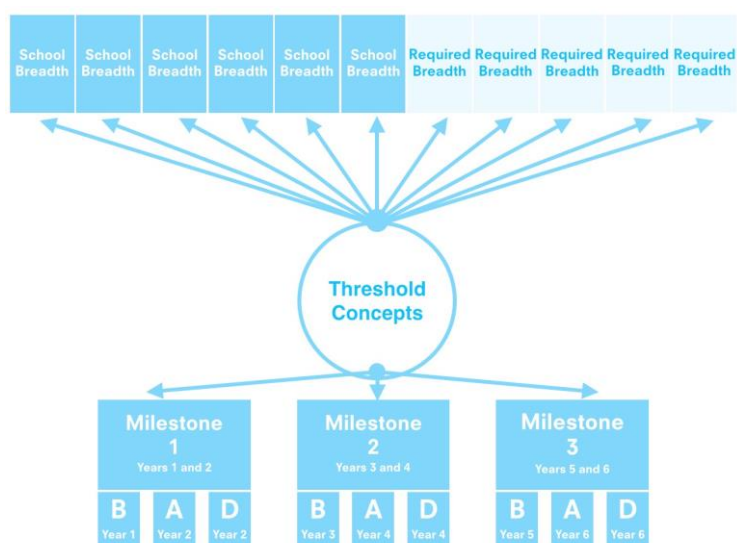 School School School School School School Required Required Required Required Required
Breadth Breadth Breadth Breadth Breadth Breadth Breadth Breadth Breadth Breadth Breadth
Threshold
Concepts
Milestone
1
Years 1 and 2
Milestone
2
Years 3 and 4
Milestone
3
Years 5 and 6
B A D
Year 1 Year 2 Year 2
B A D
Year 3 Year 4 Year 4
B A D
Year 5 Year 6 Year 6